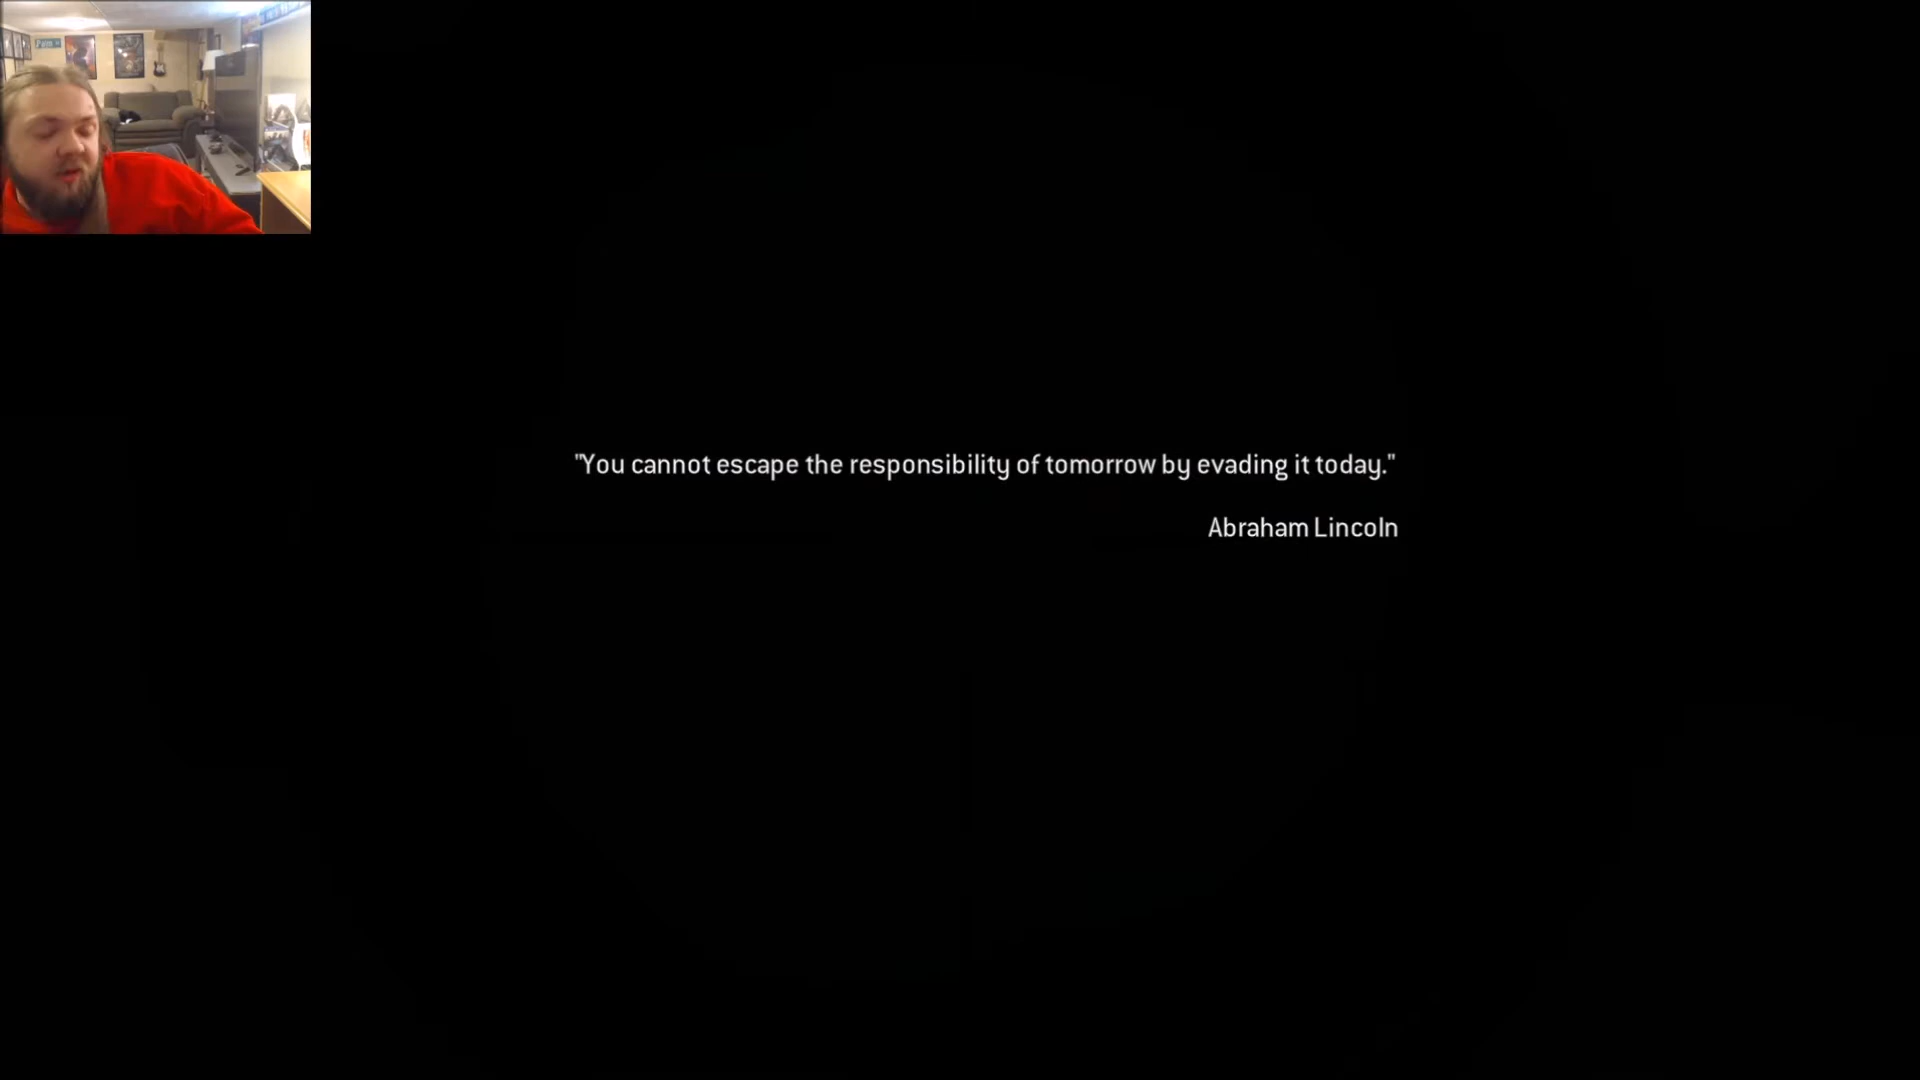 "You cannot escape the responsibility of tomorrow by evading it today."
Abraham Lincoln